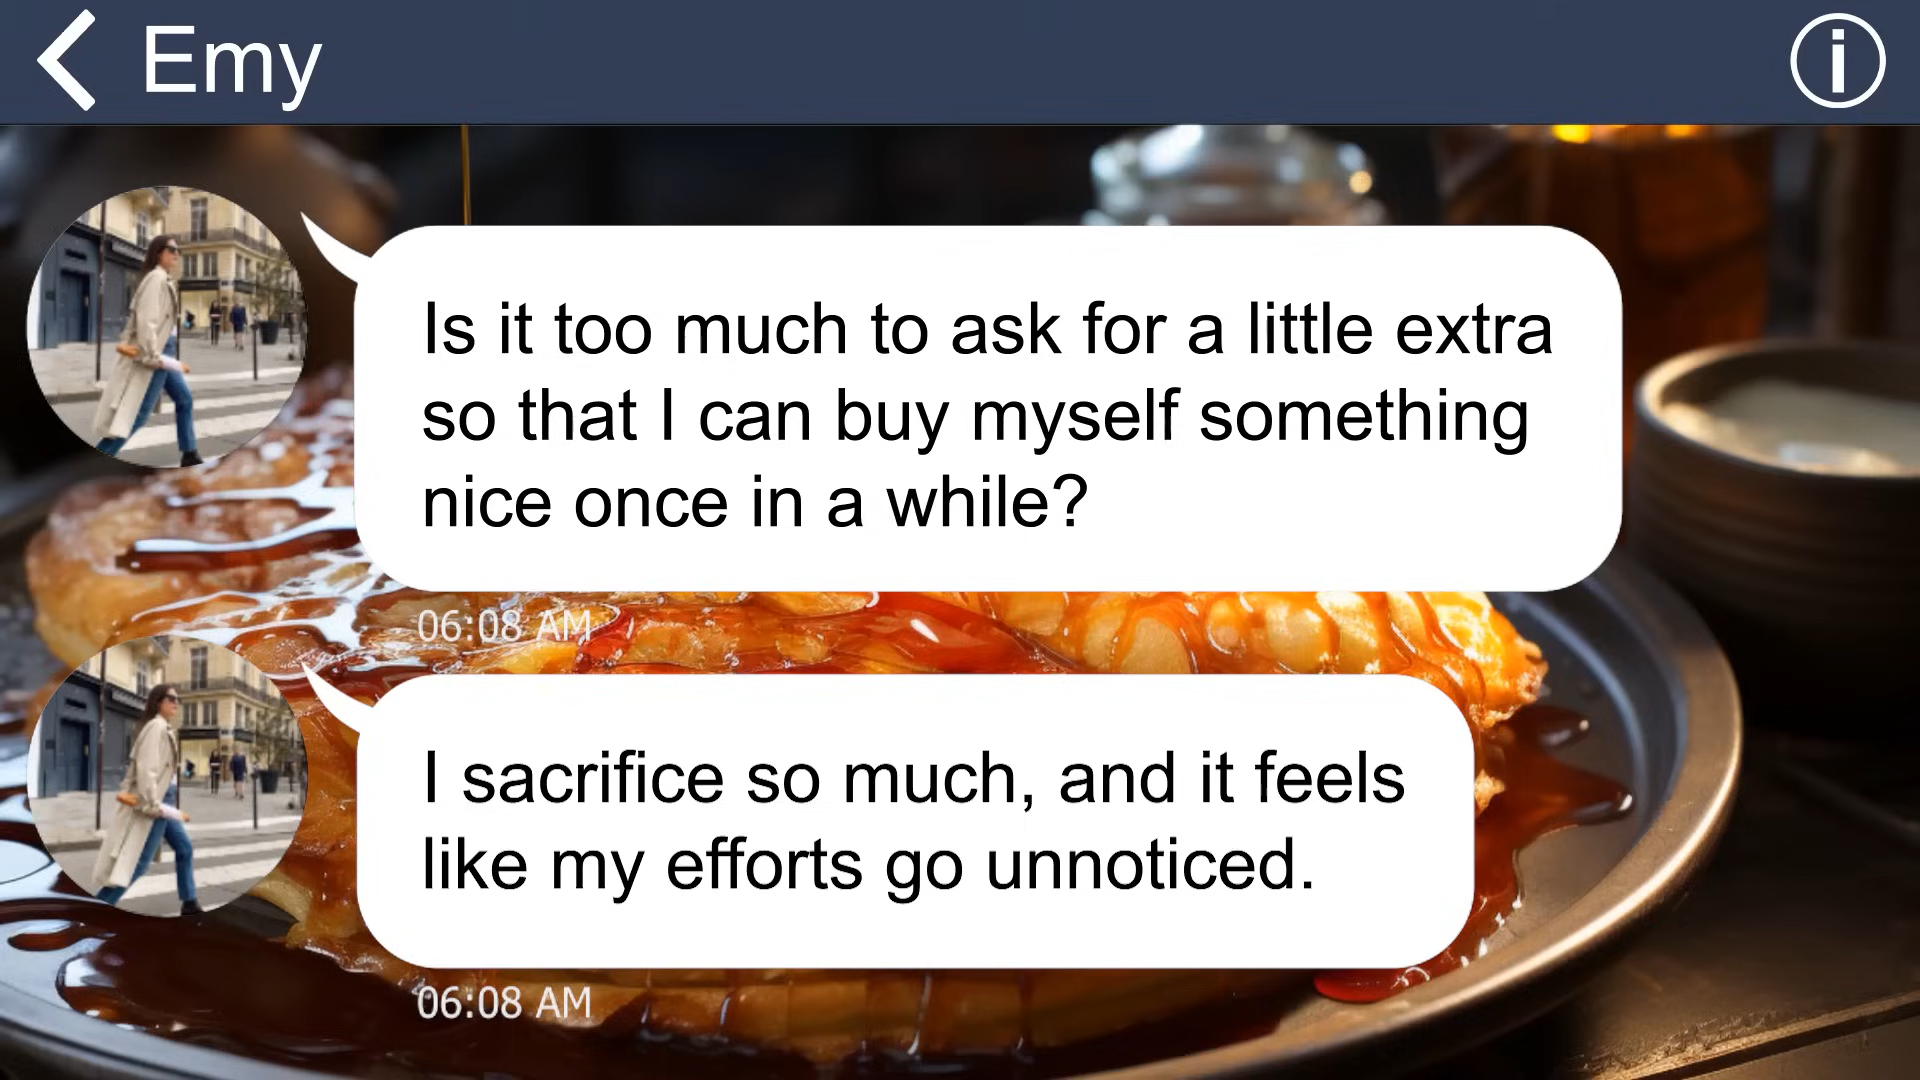 Emy
Is it too much to ask for a little extra
so that I can buy myself something
nice once in a while?
06:08 AM
I sacrifice so much, and it feels
like my efforts go unnoticed.
06:08 AM